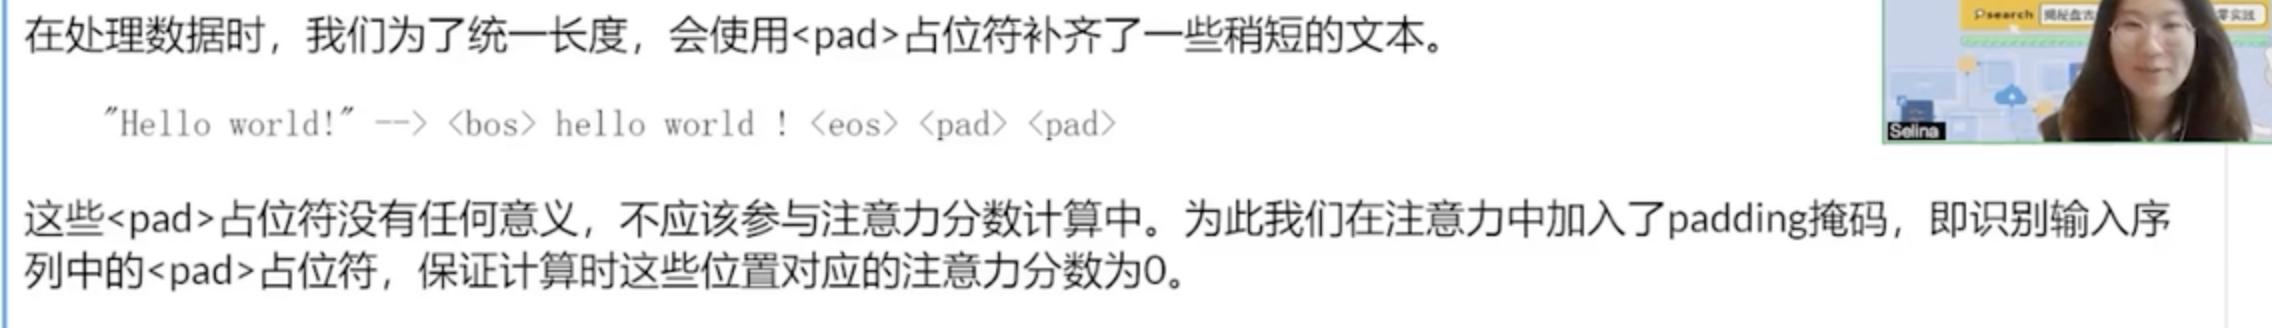 在处理数据时，我们为了统一长度，会使用<pad>占位符补齐了一些稍短的文本。
"Hello world!" --> <bos> hello world ! <eos> <pad> <pad>
这些<pad>占位符没有任何意义，不应该参与注意力分数计算中。为此我们在注意力中加入了padding掩码，即识别输入序
列中的<pad>占位符，保证计算时这些位置对应的注意力分数为0。
search
零实践
Selina